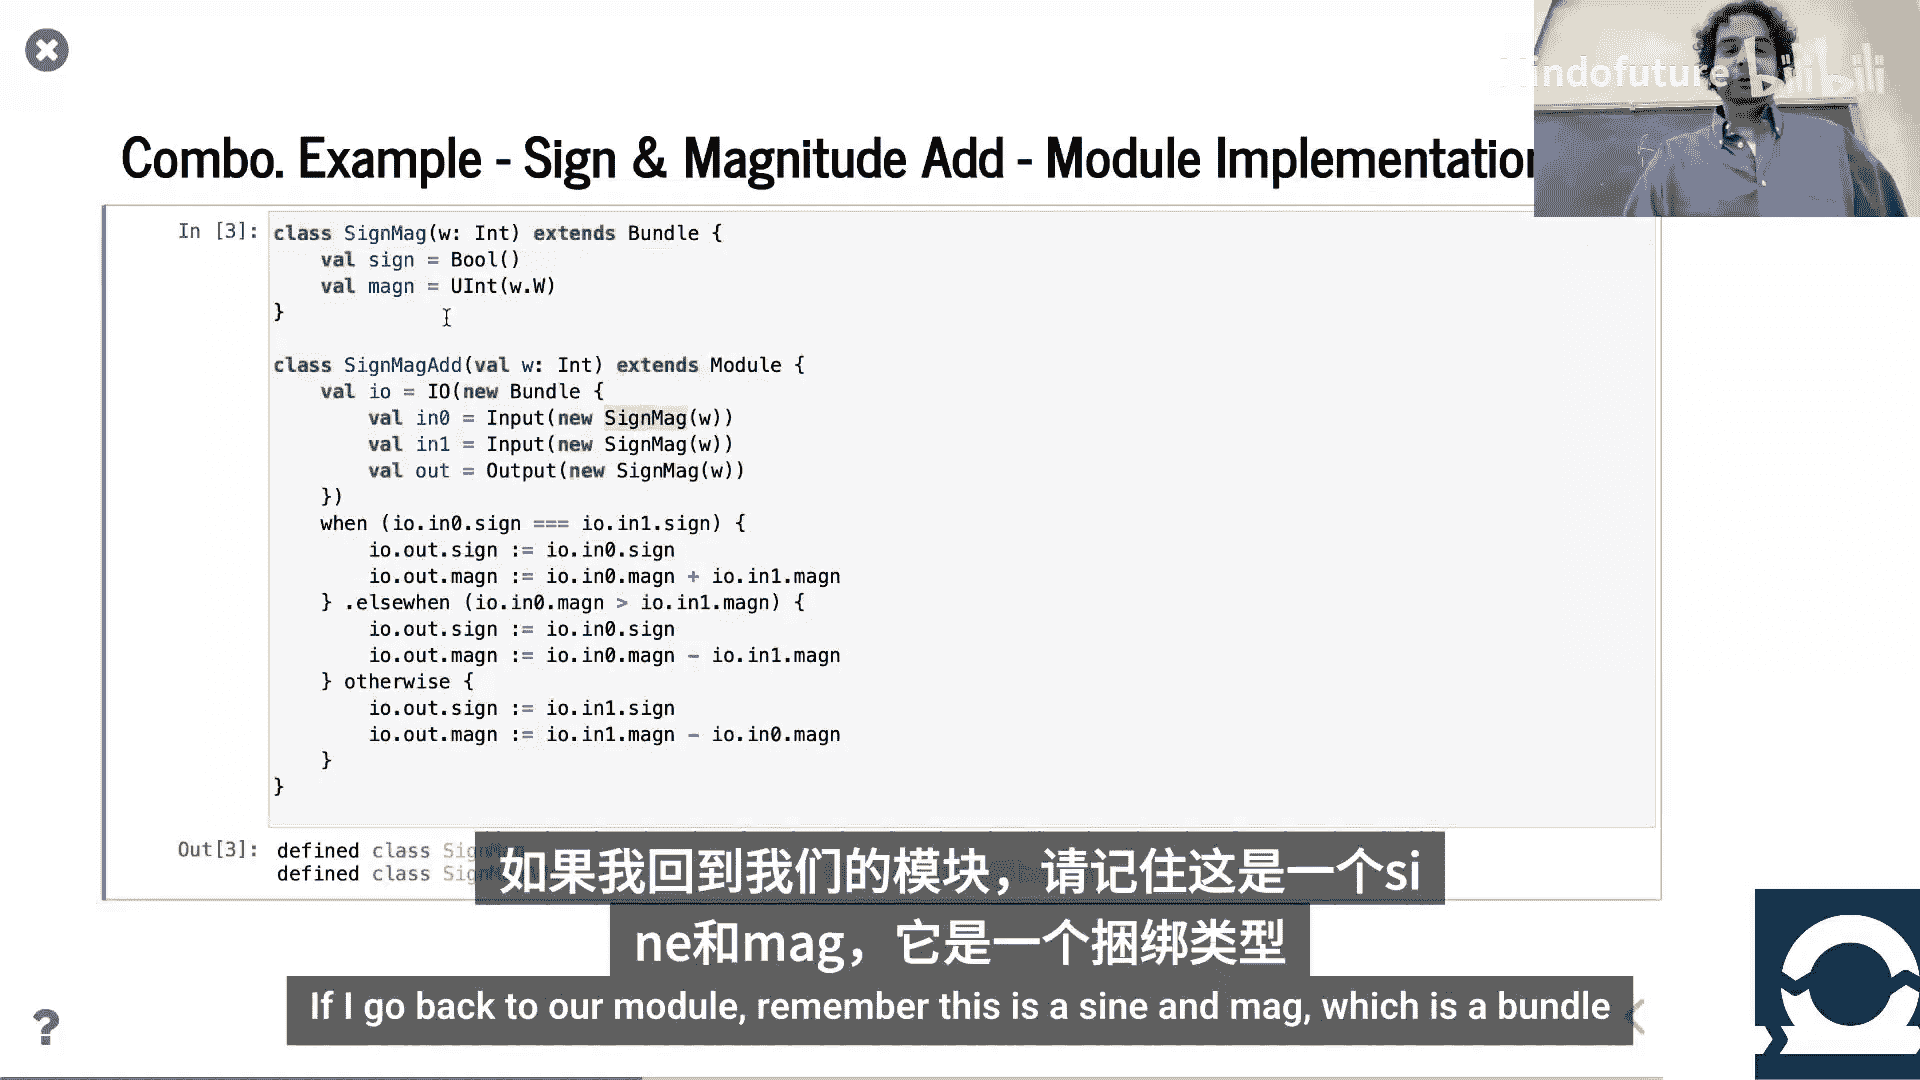 indofuture bilibili
Combo. Example - Sign & Magnitude Add - Module Implementation
In [3]:
class SignMag(w: Int) extends Bundle {
    val sign = Bool()
    val magn = UInt(w.W)
}
class SignMagAdd(val w: Int) extends Module {
    val io = IO(new Bundle {
        val in0 = Input(new SignMag(w))
        val in1 = Input(new SignMag(w))
        val out = Output(new SignMag(w))
    })
    when (io.in0.sign === io.in1.sign) {
        io.out.sign := io.in0.sign
        io.out.magn := io.in0.magn + io.in1.magn
    } .elsewhen (io.in0.magn > io.in1.magn) {
        io.out.sign := io.in0.sign
        io.out.magn := io.in0.magn - io.in1.magn
    } otherwise {
        io.out.sign := io.in1.sign
        io.out.magn := io.in1.magn - io.in0.magn
    }
}
Out[3]:
defined class
defined class
如果我回到我们的模块，请记住这是一个si
ne和mag，它是一个捆绑类型
If I go back to our module, remember this is a sine and mag, which is a bundle
?